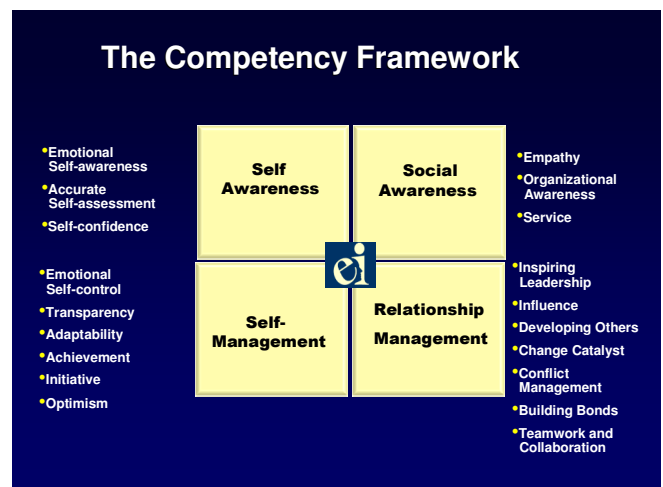 The Competency Framework
•Emotional
Self-awareness
•Accurate
Self-assessment
•Self-confidence
Self
Awareness
Social
Awareness
•Empathy
•Organizational
Awareness
•Service
ei
•Emotional
Self-control
•Transparency
•Adaptability
•Achievement
•Initiative
•Optimism
Self-
Management
Relationship
Management
•Inspiring
Leadership
•Influence
•Developing Others
•Change Catalyst
•Conflict
Management
•Building Bonds
•Teamwork and
Collaboration